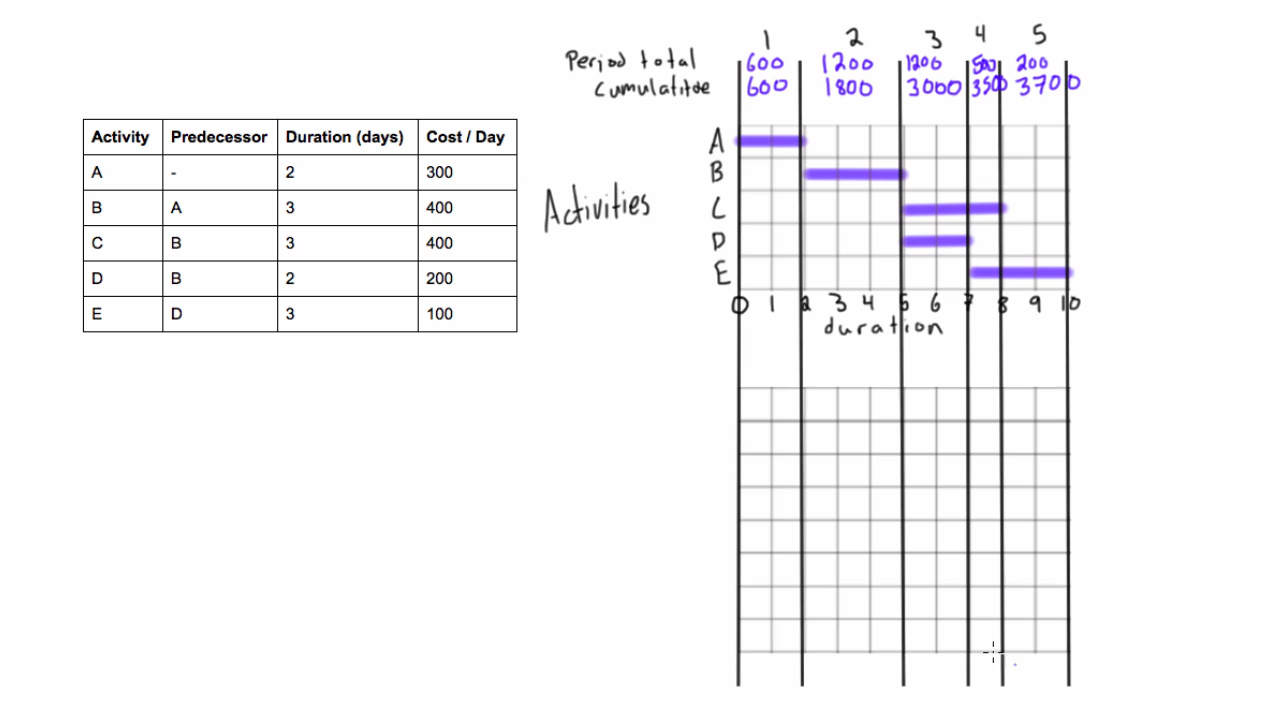 Activity Predecessor Duration (days) Cost / Day
A - 2 300
B A 3 400
C B 3 400
D B 2 200
E D 3 100
1 2 3 4 5
Period total 600 1200 1200 500 200
Cumulatitve 600 1800 3000 3500 3700
Activities
A
B
C
D
E
0 1 2 3 4 5 6 7 8 9 10
duration